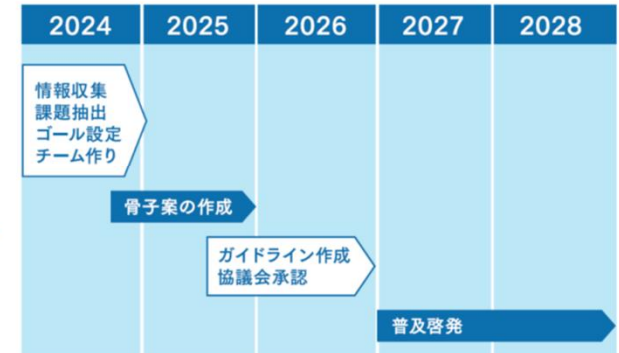 2024 2025 2026 2027 2028
情報収集
課題抽出
ゴール設定
チーム作り
骨子案の作成
ガイドライン作成
協議会承認
普及啓発